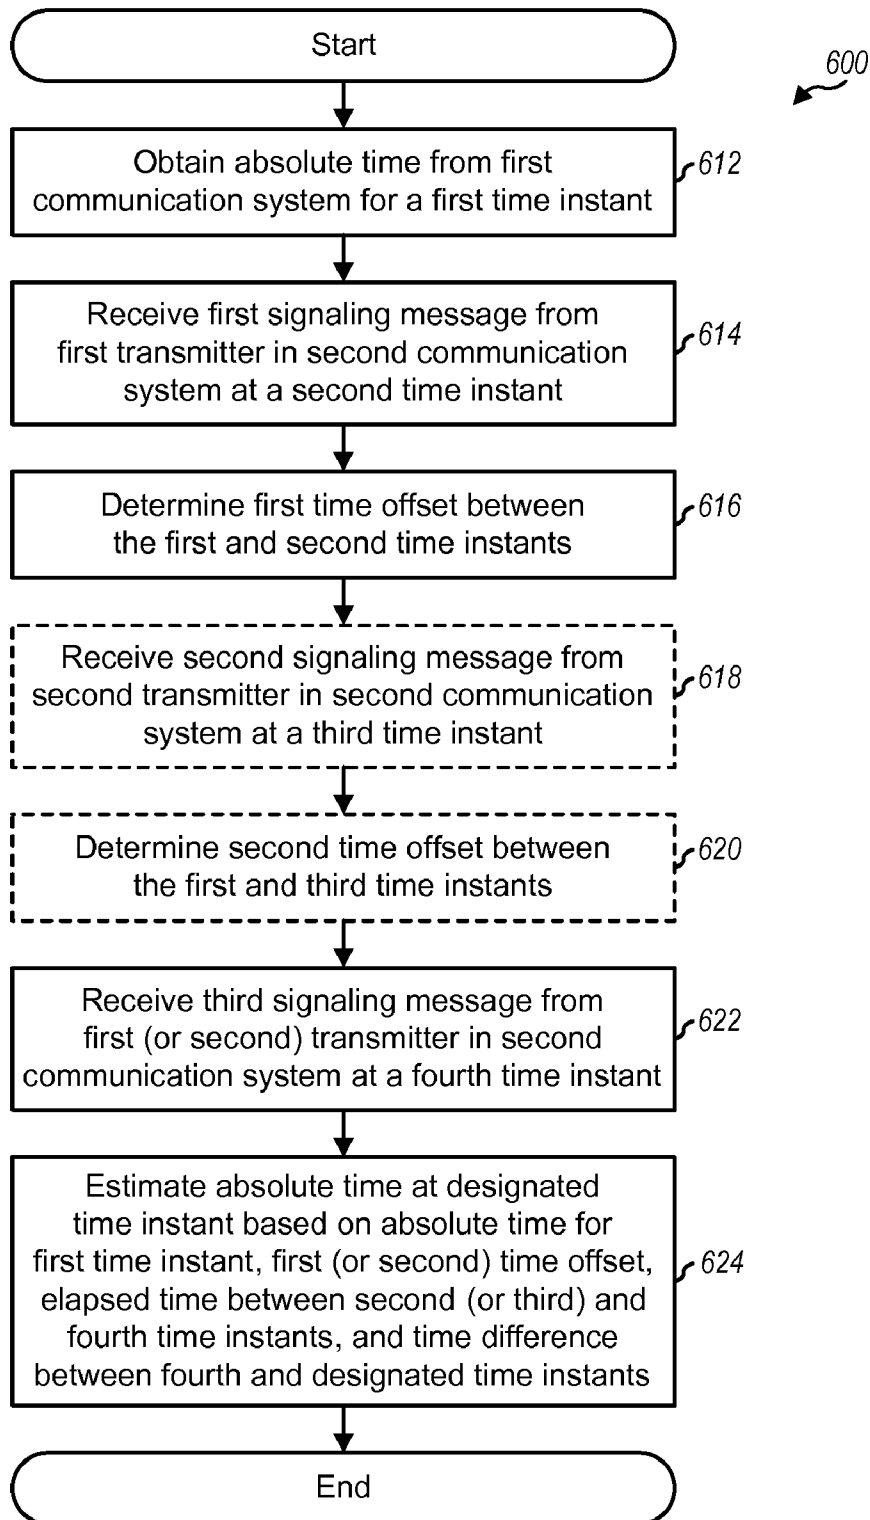 Start
600
Obtain absolute time from first
communication system for a first time instant
612
Receive first signaling message from
first transmitter in second communication
system at a second time instant
614
Determine first time offset between
the first and second time instants
616
Receive second signaling message from
second transmitter in second communication
system at a third time instant
618
Determine second time offset between
the first and third time instants
620
Receive third signaling message from
first (or second) transmitter in second
communication system at a fourth time instant
622
Estimate absolute time at designated
time instant based on absolute time for
first time instant, first (or second) time offset,
elapsed time between second (or third) and
fourth time instants, and time difference
between fourth and designated time instants
624
End